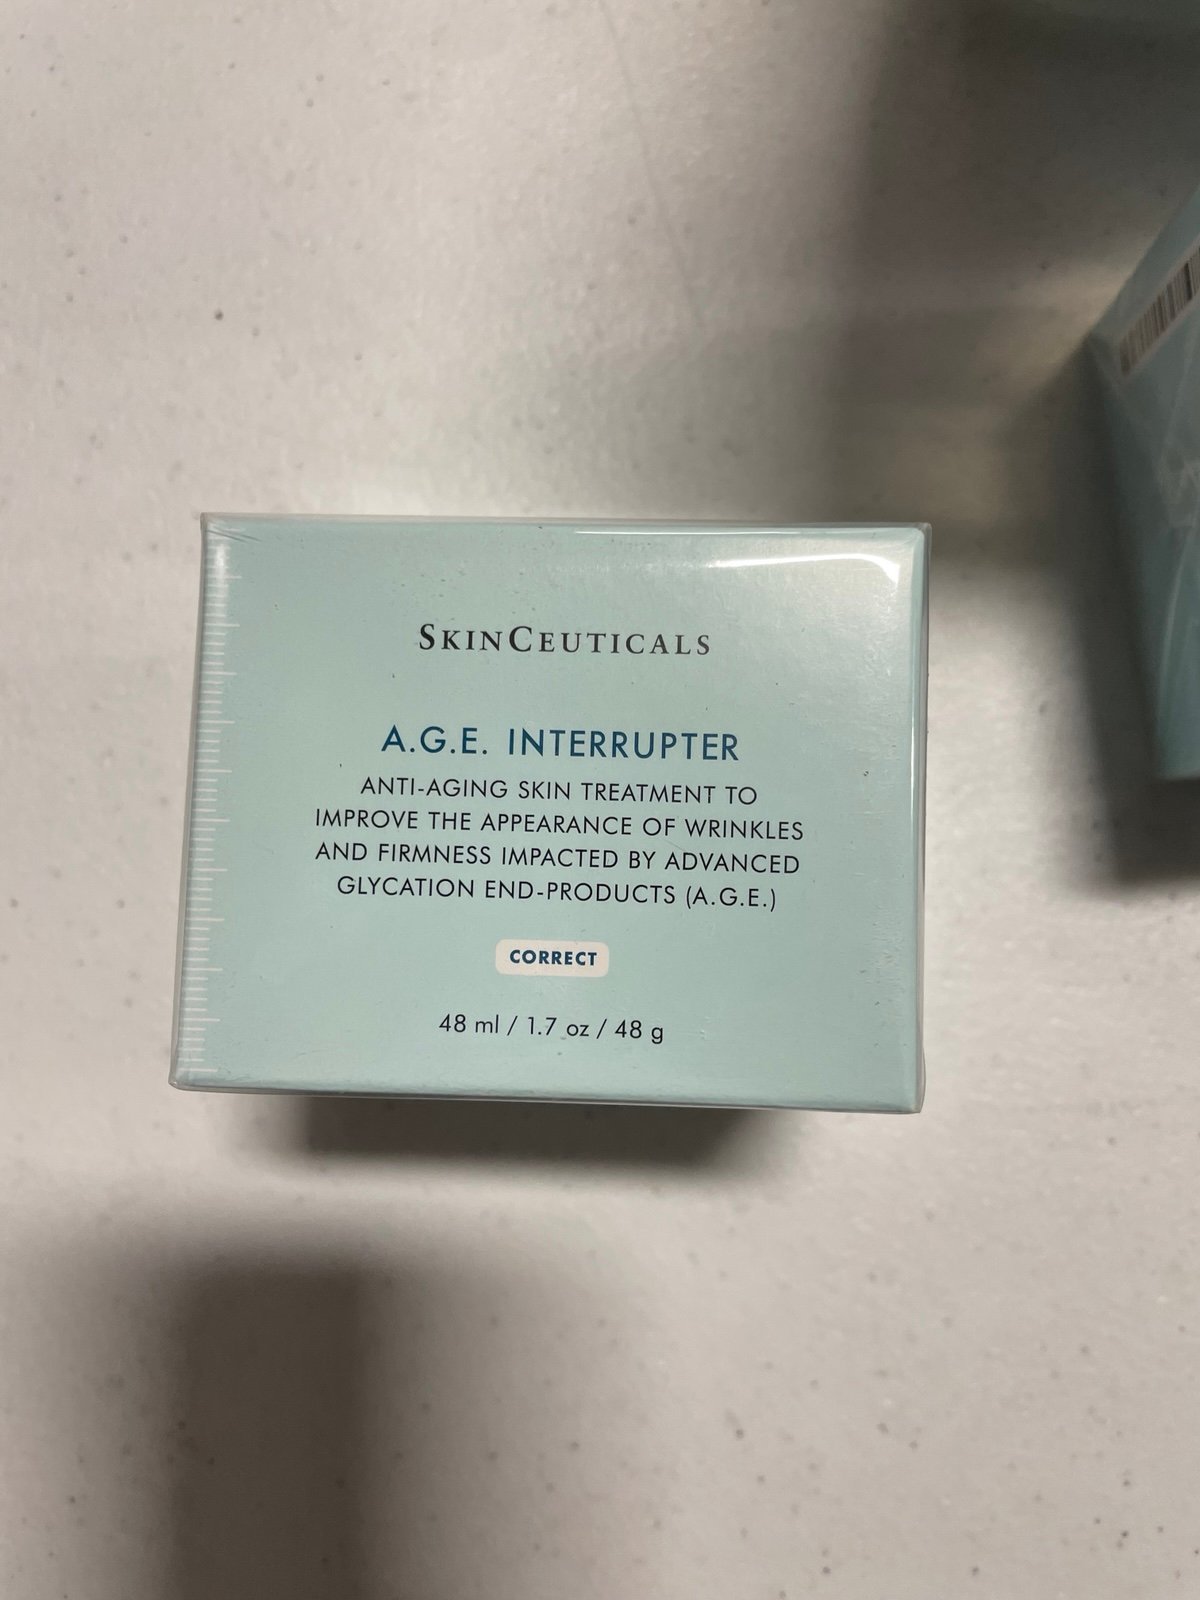 SKINCEUTICALS
A.G.E. INTERRUPTER
ANTI-AGING SKIN TREATMENT TO
IMPROVE THE APPEARANCE OF WRINKLES
AND FIRMNESS IMPACTED BY ADVANCED
GLYCATION END-PRODUCTS (A.G.E.)
CORRECT
48 ml / 1.7 oz / 48 g